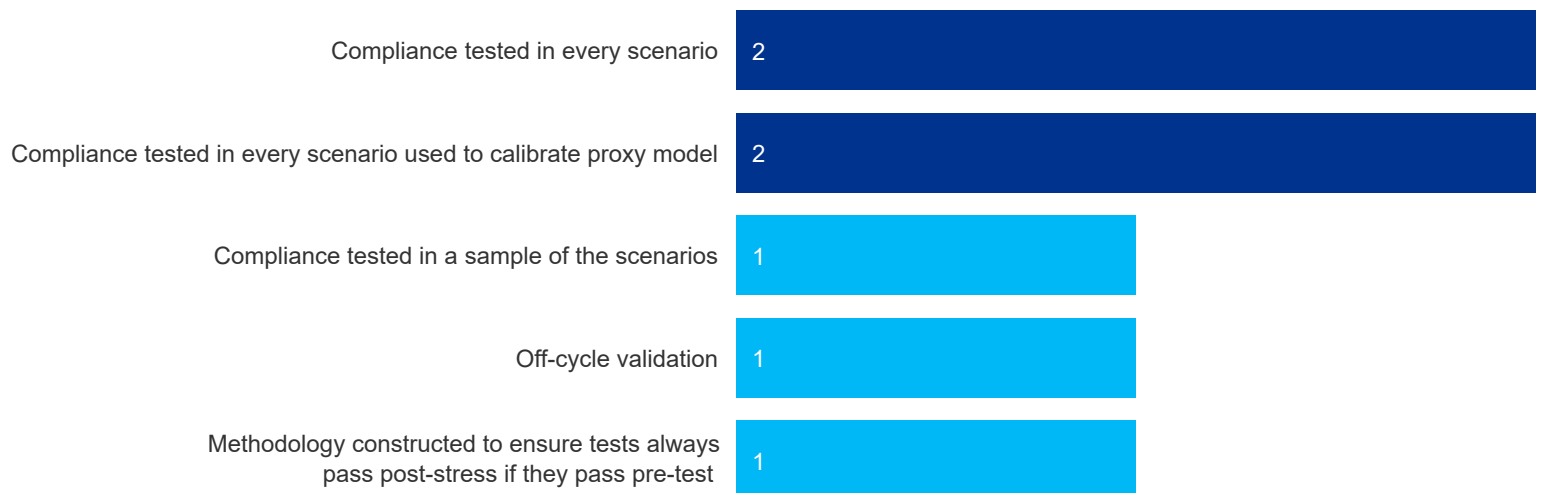 Compliance tested in every scenario 2
Compliance tested in every scenario used to calibrate proxy model 2
Compliance tested in a sample of the scenarios 1
Off-cycle validation 1
Methodology constructed to ensure tests always
pass post-stress if they pass pre-test 1